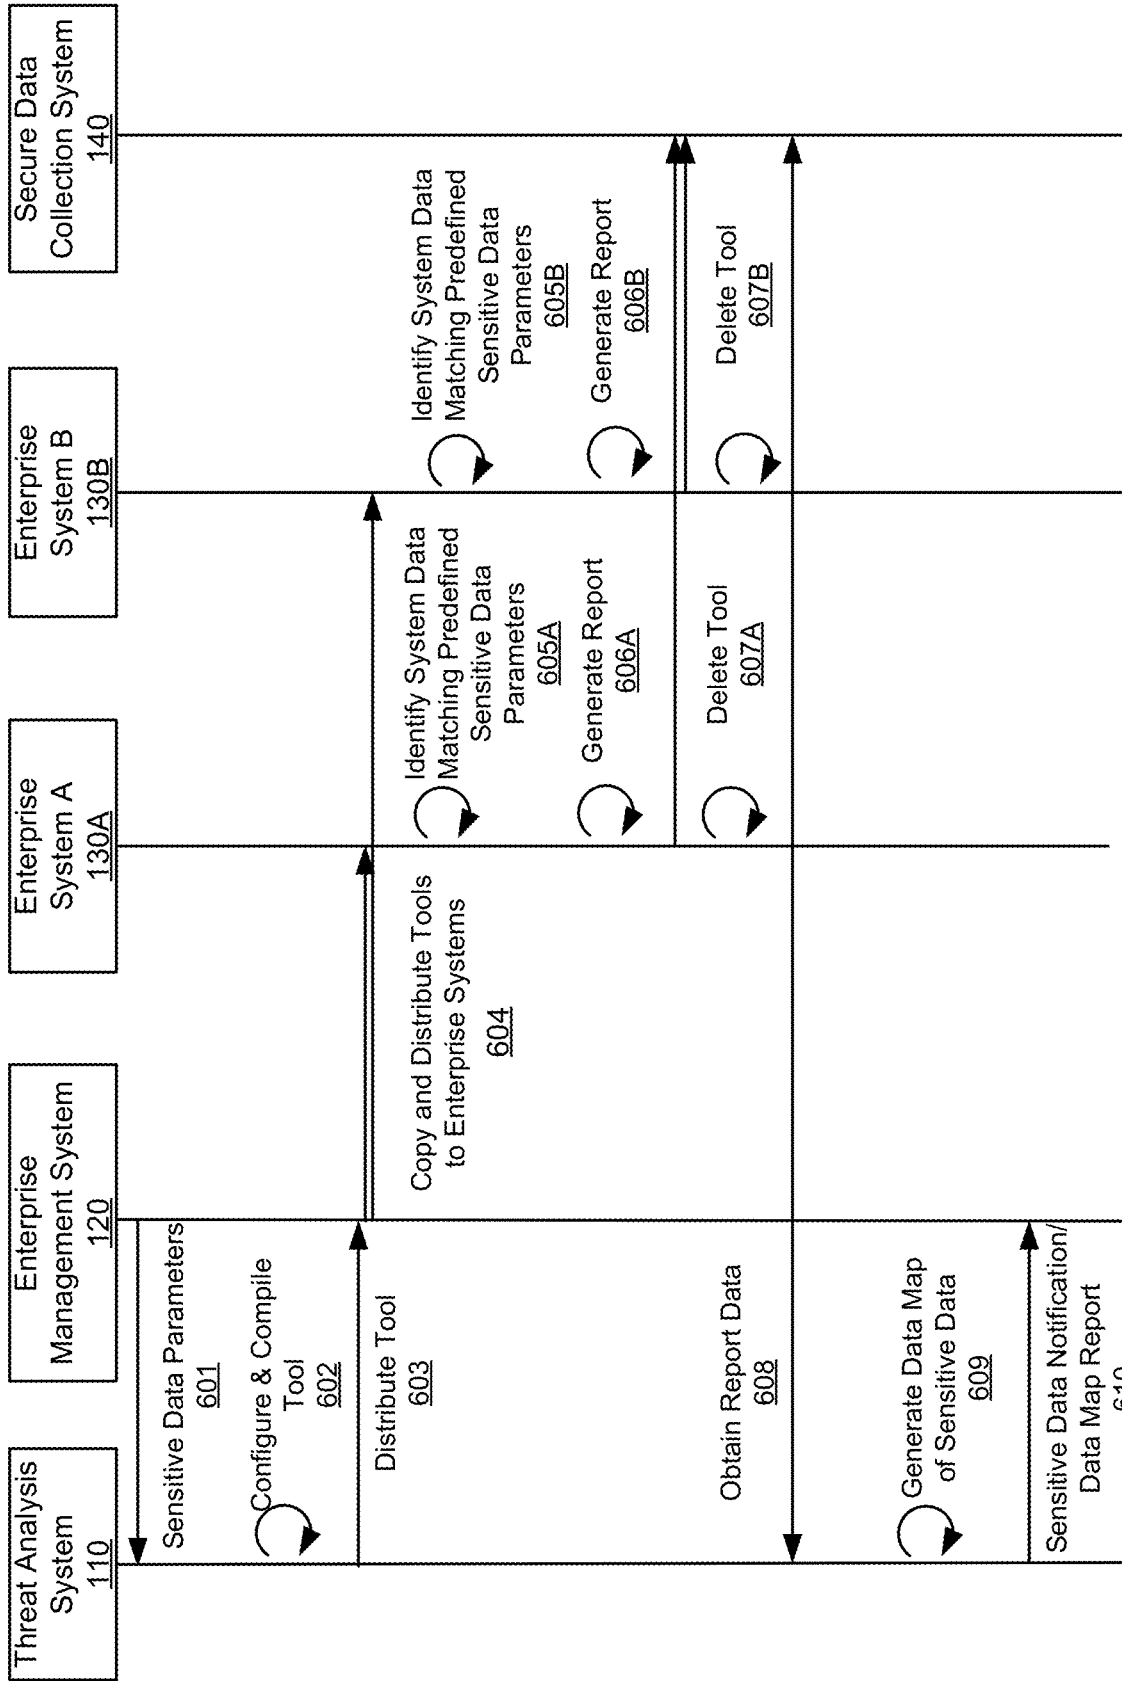 Threat Analysis
System
110
Enterprise
Management System
120
Enterprise
System A
130A
Enterprise
System B
130B
Secure Data
Collection System
140
Sensitive Data Parameters
601
Configure & Compile
Tool
602
Distribute Tool
603
Copy and Distribute Tools
to Enterprise Systems
604
Identify System Data
Matching Predefined
Sensitive Data
Parameters
605A
Identify System Data
Matching Predefined
Sensitive Data
Parameters
605B
Generate Report
606A
Generate Report
606B
Delete Tool
607A
Delete Tool
607B
Obtain Report Data
608
Generate Data Map
of Sensitive Data
609
Sensitive Data Notification/
Data Map Report